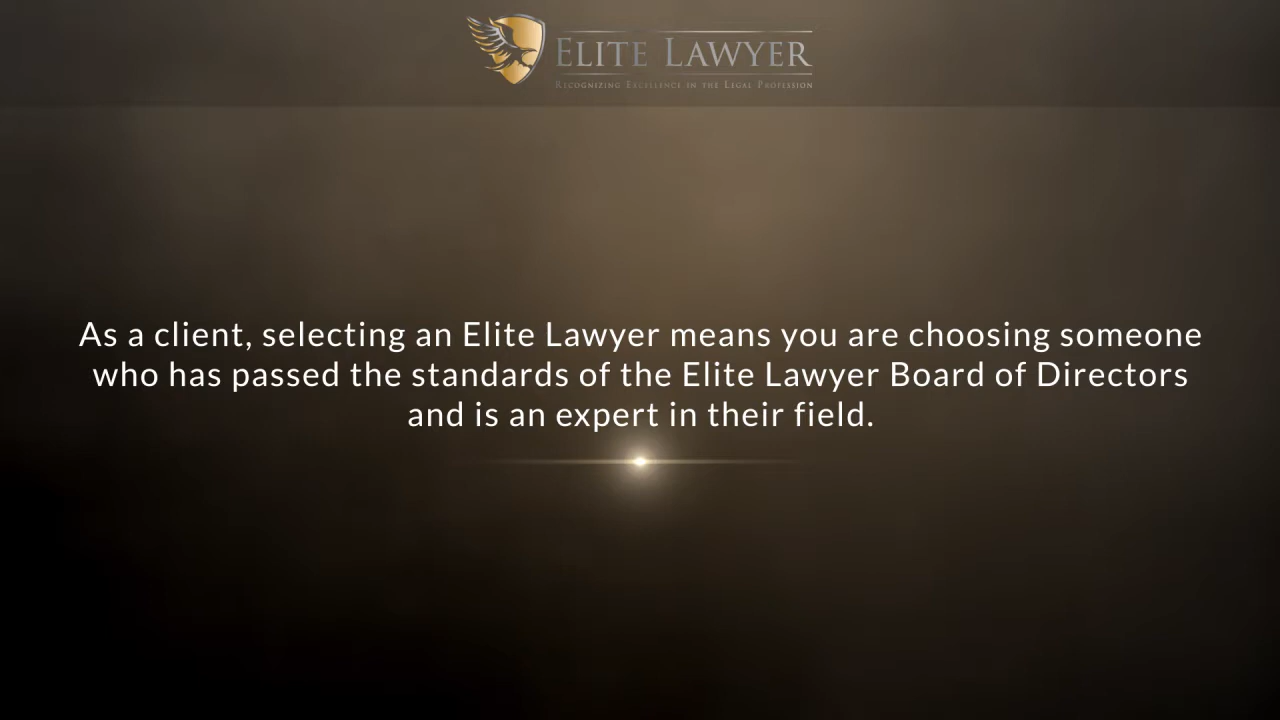 ELITE LAWYER
RECOGNIZING EXCELLENCE IN THE LEGAL PROFESSION
As a client, selecting an Elite Lawyer means you are choosing someone
who has passed the standards of the Elite Lawyer Board of Directors
and is an expert in their field.